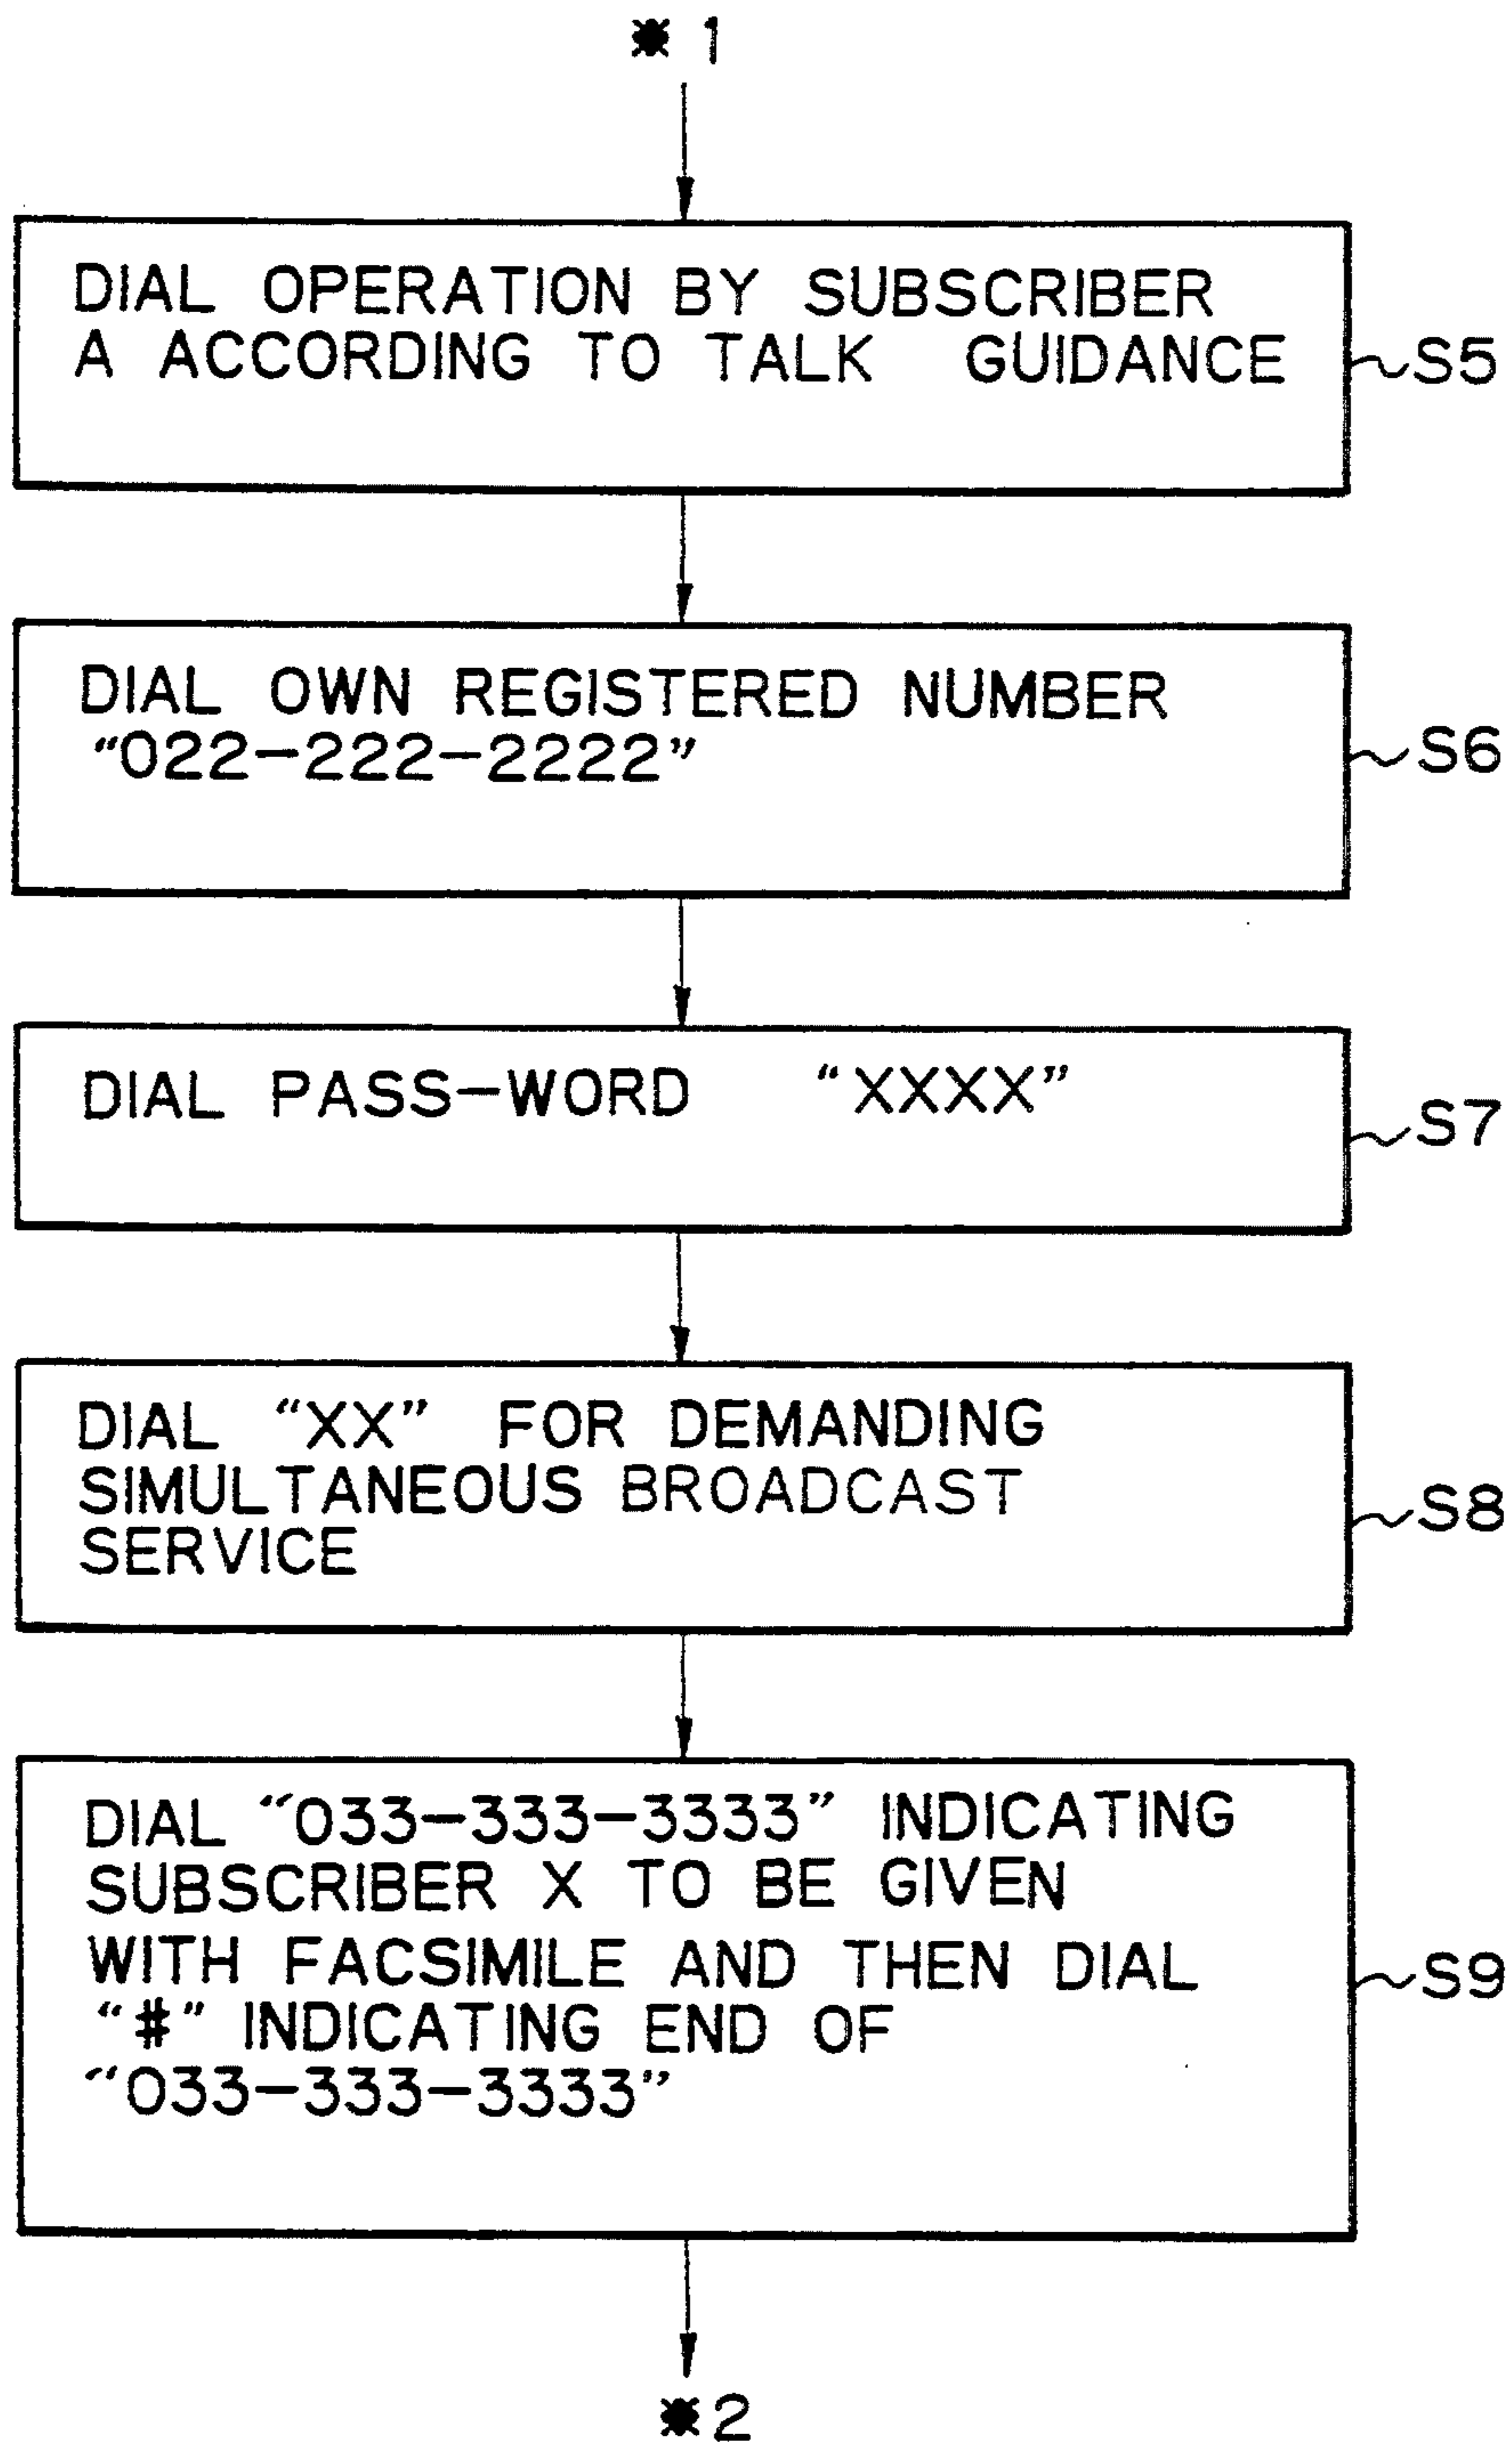 ※1
DIAL OPERATION BY SUBSCRIBER
A ACCORDING TO TALK GUIDANCE
S5
DIAL OWN REGISTERED NUMBER
"022-222-2222"
S6
DIAL PASS-WORD "XXXX"
S7
DIAL "XX" FOR DEMANDING
SIMULTANEOUS BROADCAST
SERVICE
S8
DIAL "033-333-3333" INDICATING
SUBSCRIBER X TO BE GIVEN
WITH FACSIMILE AND THEN DIAL
"#" INDICATING END OF
"033-333-3333"
S9
※2